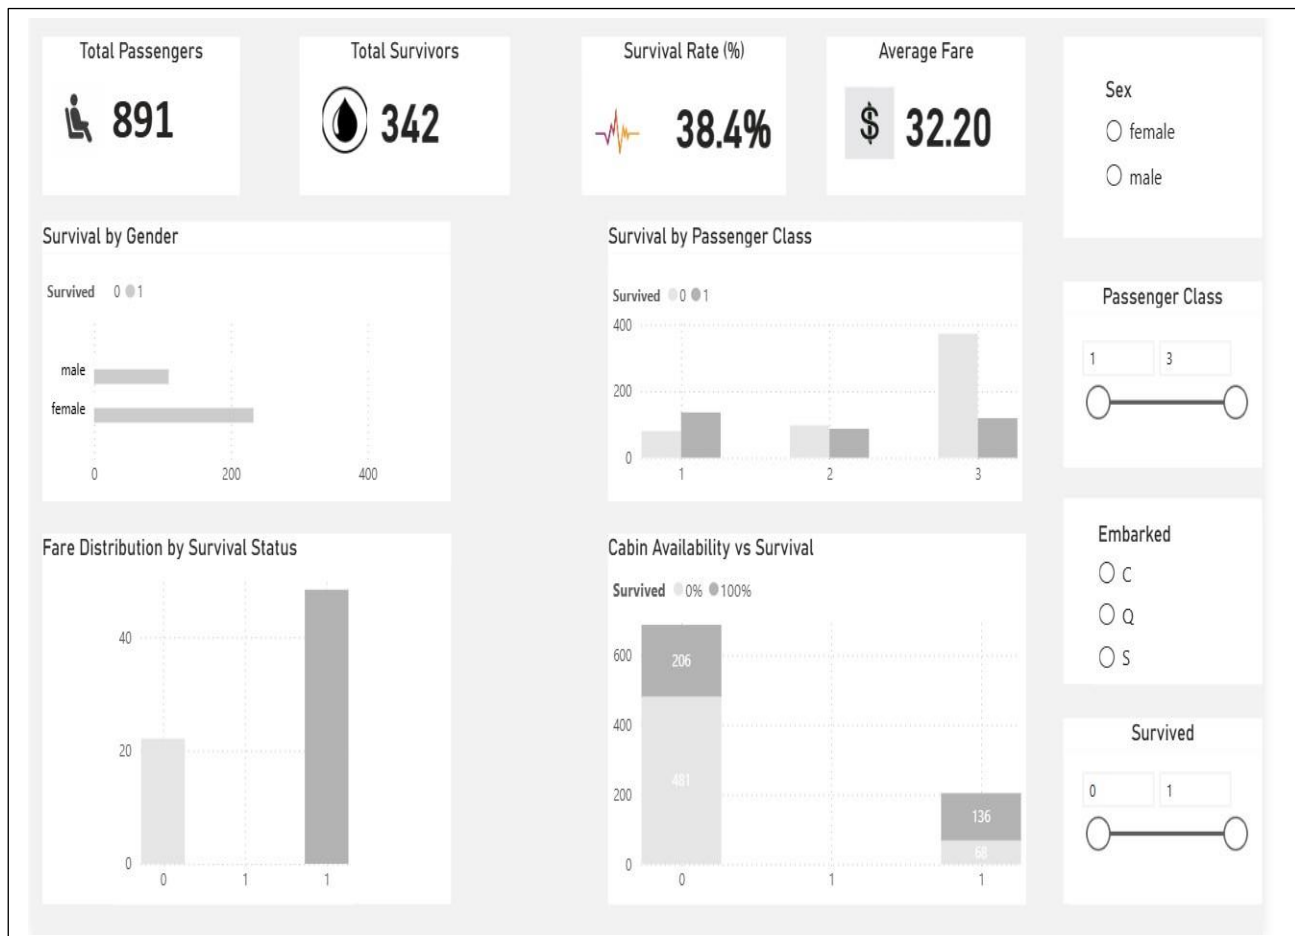 Total Passengers
891
Total Survivors
342
Survival Rate (%)
38.4%
Average Fare
$ 32.20
Sex
female
male
Survival by Gender
Survived 0 1
male
female
0 200 400
Survival by Passenger Class
Survived 0 1
400
200
0
1 2 3
Passenger Class
1 3
Fare Distribution by Survival Status
40
20
0
0 1 1
Cabin Availability vs Survival
Survived 0% 100%
600
400
200
0
206
481
136
68
0 1 1
Embarked
C
Q
S
Survived
0 1